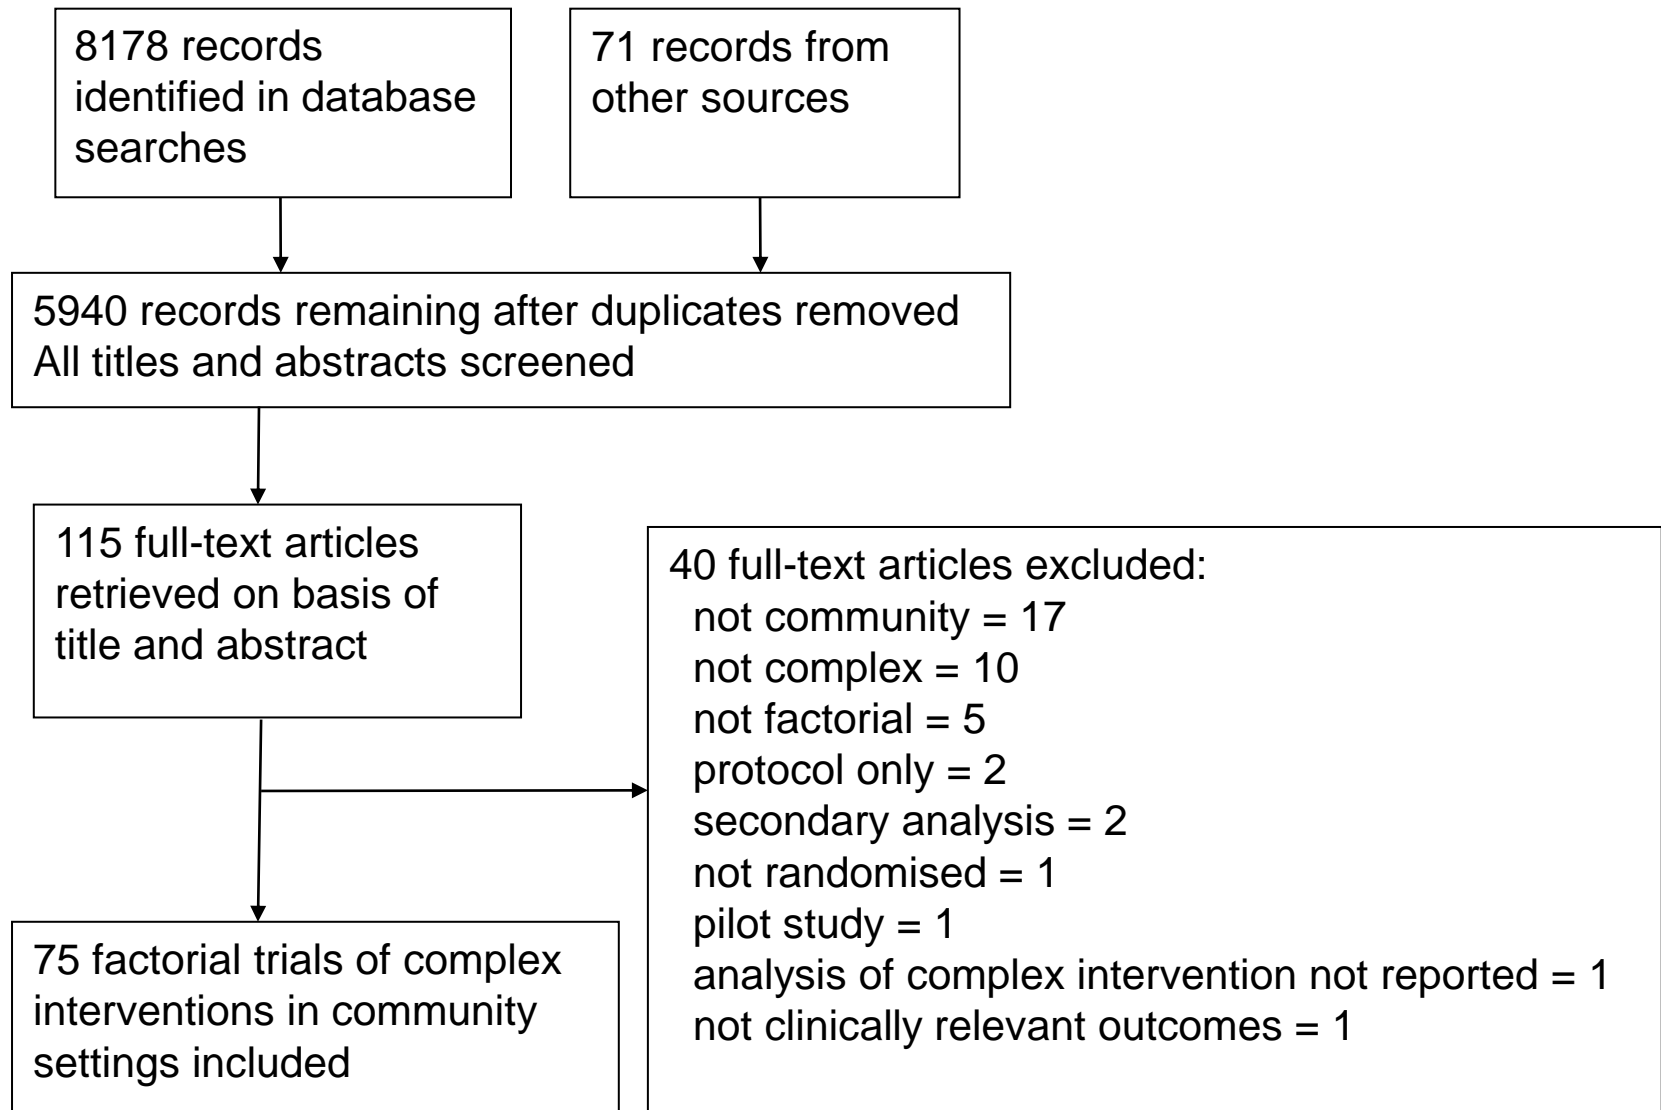 8178 records
identified in database
searches
71 records from
other sources
5940 records remaining after duplicates removed
All titles and abstracts screened
115 full-text articles
retrieved on basis of
title and abstract
40 full-text articles excluded:
not community = 17
not complex = 10
not factorial = 5
protocol only = 2
secondary analysis = 2
not randomised = 1
pilot study = 1
analysis of complex intervention not reported = 1
not clinically relevant outcomes = 1
75 factorial trials of complex
interventions in community
settings included